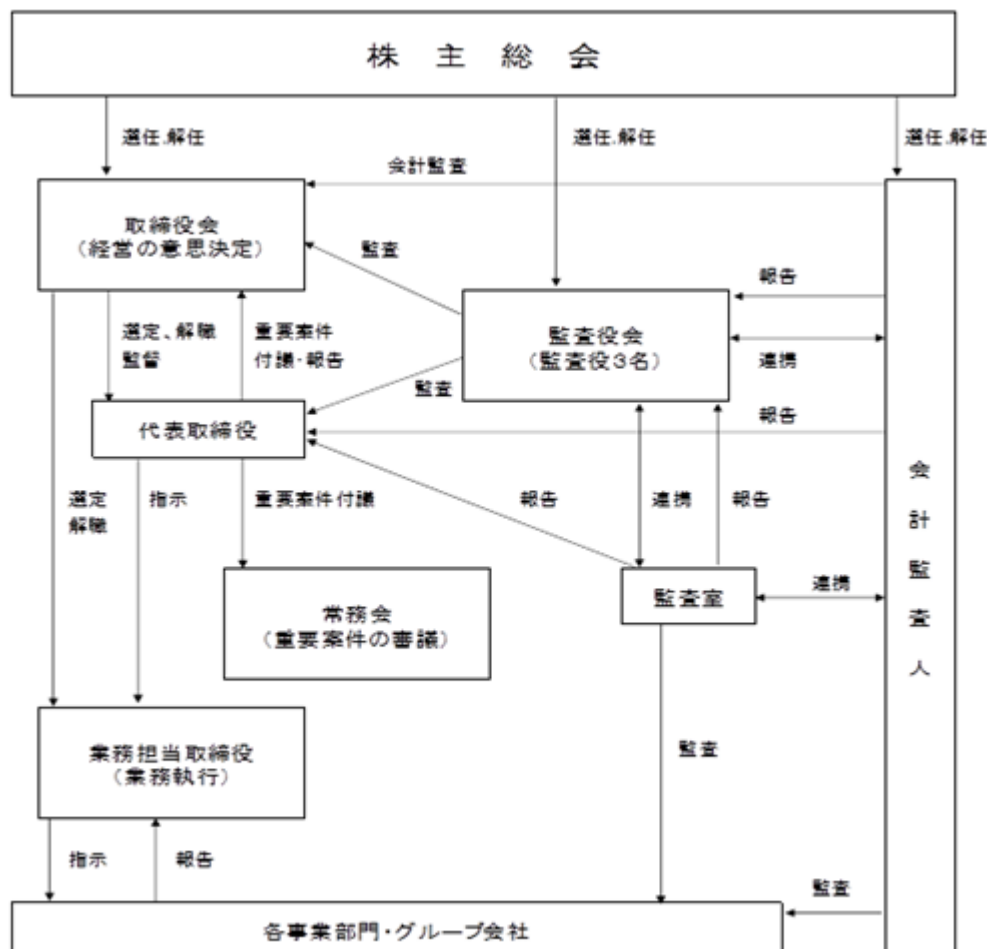 株主総会
選任.解任
選任.解任
選任.解任
会計監査
取締役会
(経営の意思決定)
監査
報告
監査役会
(監査役3名)
選定、解職
監督
重要案件
付議・報告
連携
監査
報告
代表取締役
会計監査人
選定
解職
指示
重要案件付議
報告
連携
報告
常務会
(重要案件の審議)
監査室
連携
業務担当取締役
(業務執行)
監査
指示
報告
監査
各事業部門・グループ会社